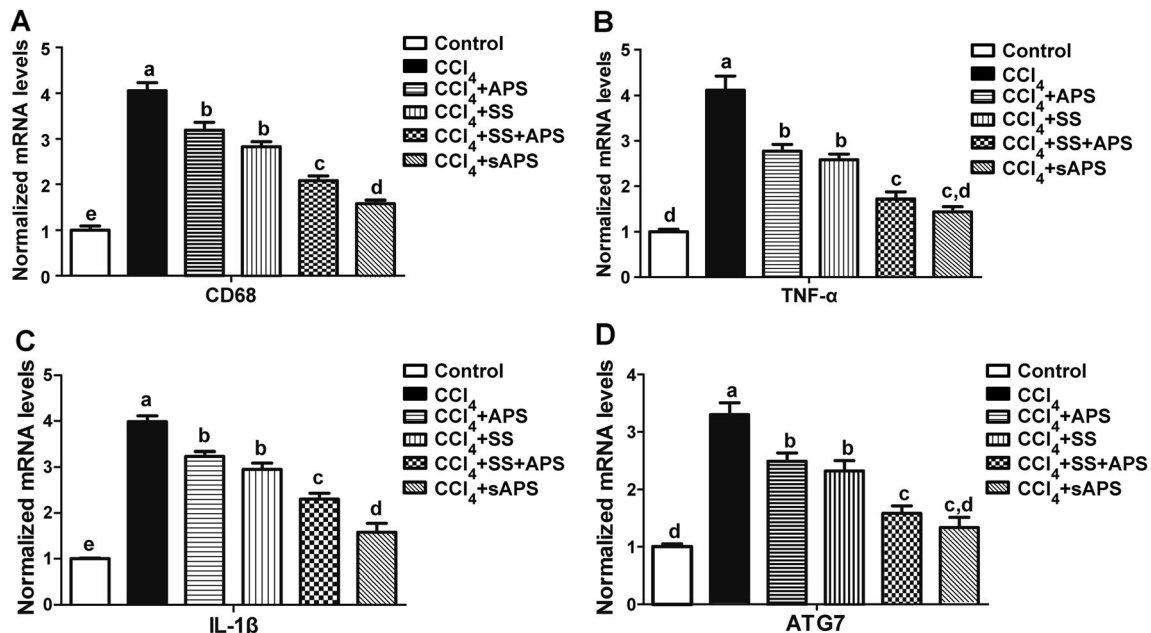 A
Normalized mRNA levels
5
4
3
2
1
0
e
a
b
b
c
d
CD68
Control
CCl4
CCl4+APS
CCl4+SS
CCl4+SS+APS
CCl4+sAPS
B
Normalized mRNA levels
5
4
3
2
1
0
d
a
b
b
c
c,d
TNF-α
Control
CCl4
CCl4+APS
CCl4+SS
CCl4+SS+APS
CCl4+sAPS
C
Normalized mRNA levels
5
4
3
2
1
0
e
a
b
b
c
d
IL-1ß
Control
CCl4
CCl4+APS
CCl4+SS
CCl4+SS+APS
CCl4+sAPS
D
Normalized mRNA levels
4
3
2
1
0
d
a
b
b
c
c,d
ATG7
Control
CCl4
CCl4+APS
CCl4+SS
CCl4+SS+APS
CCl4+sAPS